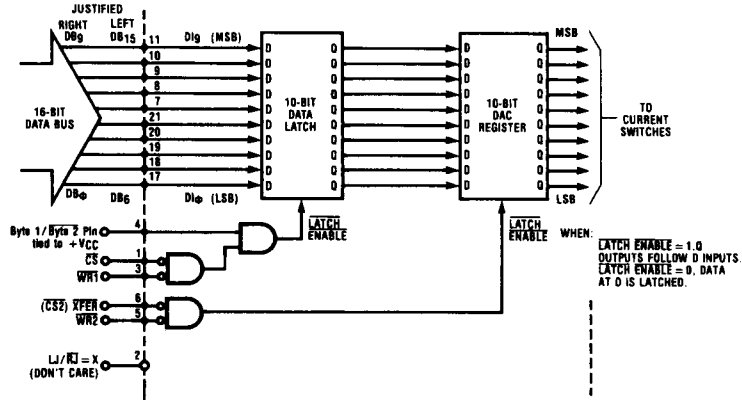 JUSTIFIED
RIGHT LEFT
DB9 DB15
11 DI9 (MSB)
10
9
8
7
21
20
19
18
17
16-BIT
DATA BUS
DBΦ DB6 DIΦ (LSB)
D Q
D Q
D Q
D Q
D Q
D Q
D Q
D Q
D Q
D Q
10-BIT
DATA
LATCH
D Q
D Q
D Q
D Q
D Q
D Q
D Q
D Q
D Q
D Q
10-BIT
DAC
REGISTER
MSB
LSB
TO
CURRENT
SWITCHES
Byte 1/Byte 2 Pin
tied to +VCC
4
CS 1
WR1 3
LATCH
ENABLE
LATCH
ENABLE
WHEN:
LATCH ENABLE = 1.0
OUTPUTS FOLLOW D INPUTS.
LATCH ENABLE = 0, DATA
AT D IS LATCHED.
(CS2) XFER 6
WR2 5
LJ/RJ = X 2
(DON'T CARE)